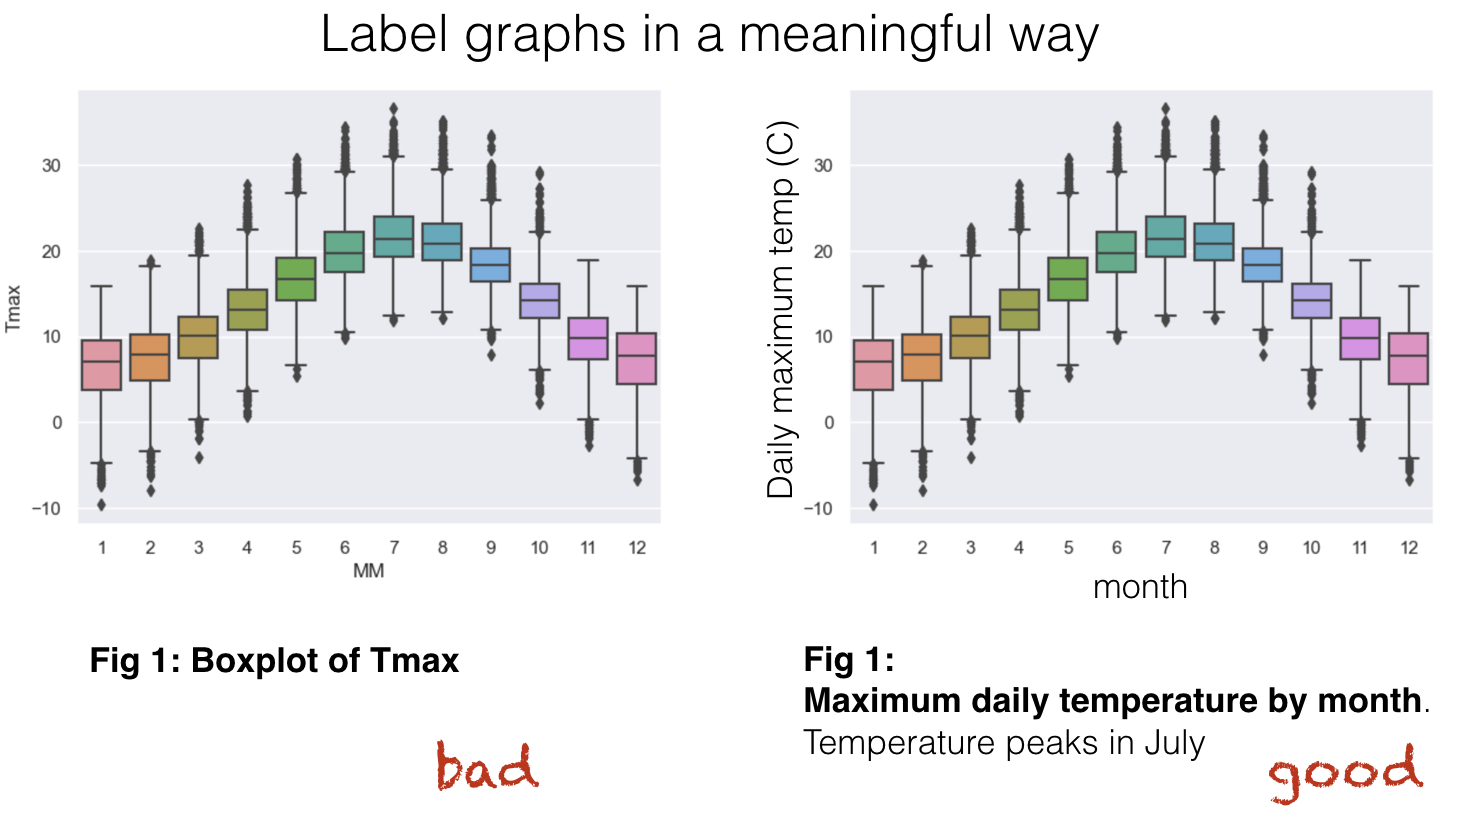 Label graphs in a meaningful way
Tmax
30
20
10
0
−10
1 2 3 4 5 6 7 8 9 10 11 12
MM
Fig 1: Boxplot of Tmax
bad
Daily maximum temp (C)
30
20
10
0
−10
1 2 3 4 5 6 7 8 9 10 11 12
month
Fig 1:
Maximum daily temperature by month.
Temperature peaks in July
good